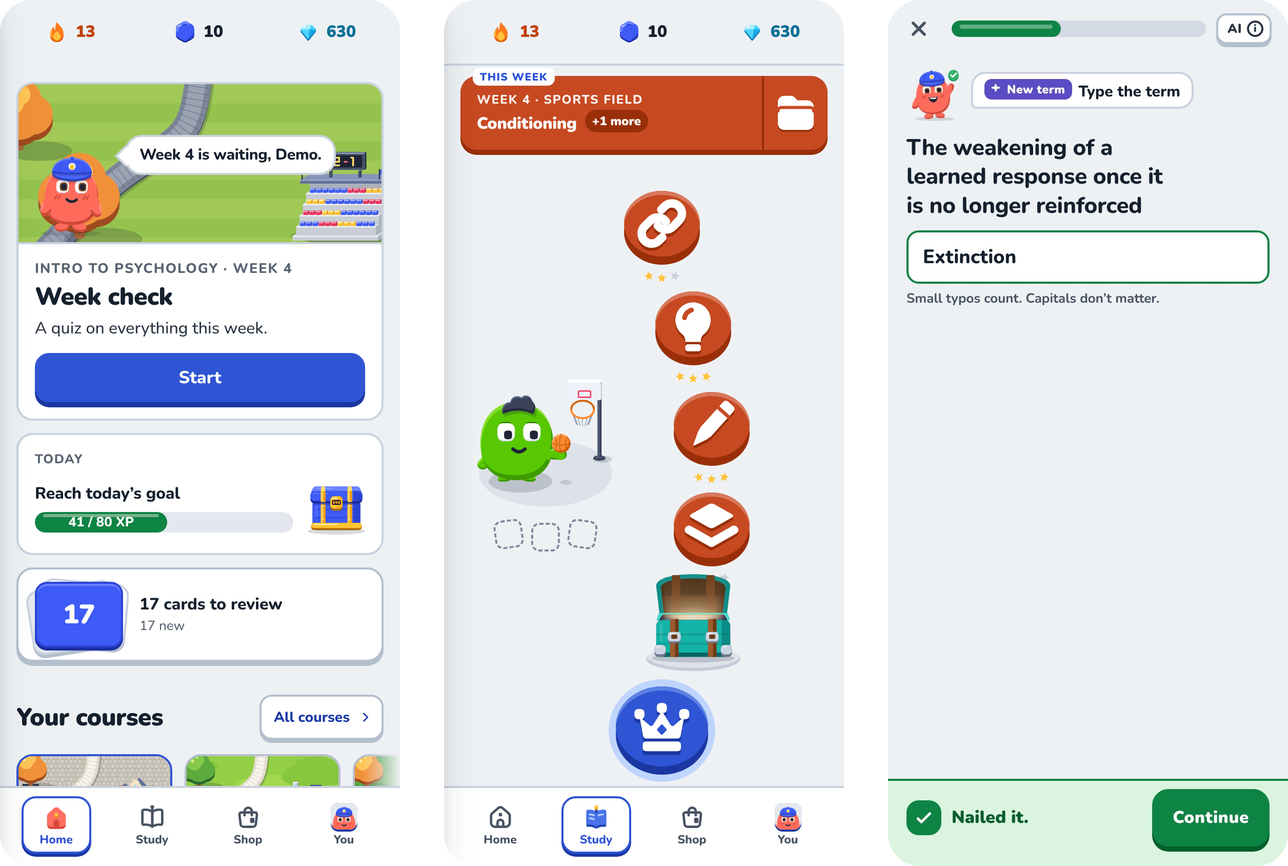 13
10
630
Week 4 is waiting, Demo.
2-1
INTRO TO PSYCHOLOGY · WEEK 4
Week check
A quiz on everything this week.
Start
TODAY
Reach today’s goal
41 / 80 XP
17
17 cards to review
17 new
Your courses
All courses
Home
Study
Shop
You
13
10
630
THIS WEEK
WEEK 4 · SPORTS FIELD
Conditioning
+1 more
Home
Study
Shop
You
AI
New term
Type the term
The weakening of a
learned response once it
is no longer reinforced
Extinction
Small typos count. Capitals don’t matter.
Nailed it.
Continue